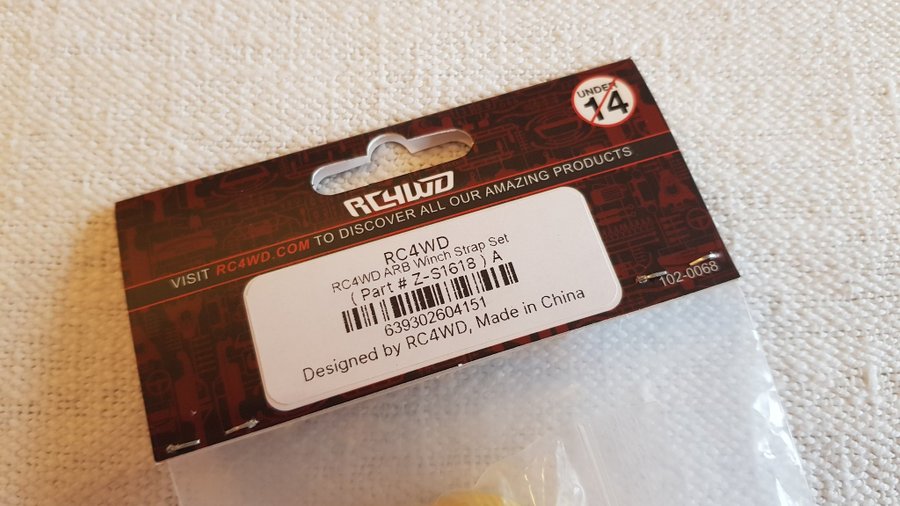 UNDER
14
RC4WD
VISIT RC4WD.COM TO DISCOVER ALL OUR AMAZING PRODUCTS
RC4WD
RC4WD ARB Winch Strap Set
( Part # Z-S1618 ) A
639302604151
Designed by RC4WD, Made in China
102-0068